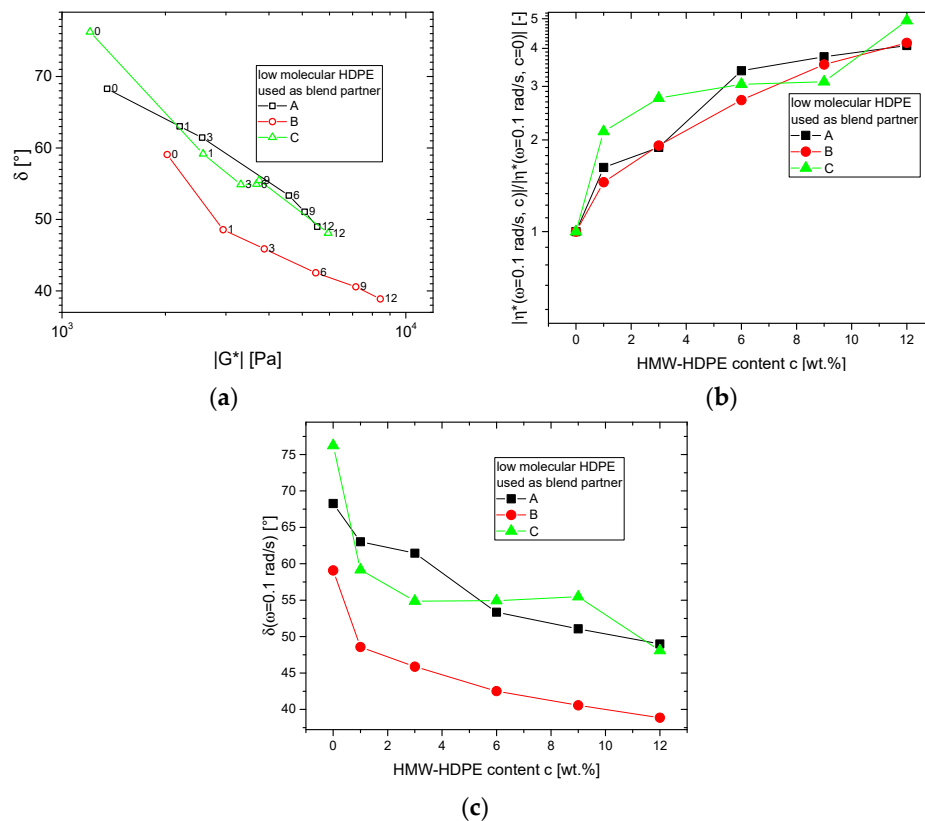 70
60
50
40
10³
10⁴
δ [°]
|G*| [Pa]
low molecular HDPE
used as blend partner
A
B
C
0
0
1
3
1
0
3
6
9
6
9
12
12
1
3
6
9
12
(a)
5
4
3
2
1
0
2
4
6
8
10
12
|η*(ω=0.1 rad/s, c)|/|η*(ω=0.1 rad/s, c=0)| [-]
HMW-HDPE content c [wt.%]
low molecular HDPE
used as blend partner
A
B
C
(b)
75
70
65
60
55
50
45
40
0
2
4
6
8
10
12
δ(ω=0.1 rad/s) [°]
HMW-HDPE content c [wt.%]
low molecular HDPE
used as blend partner
A
B
C
(c)